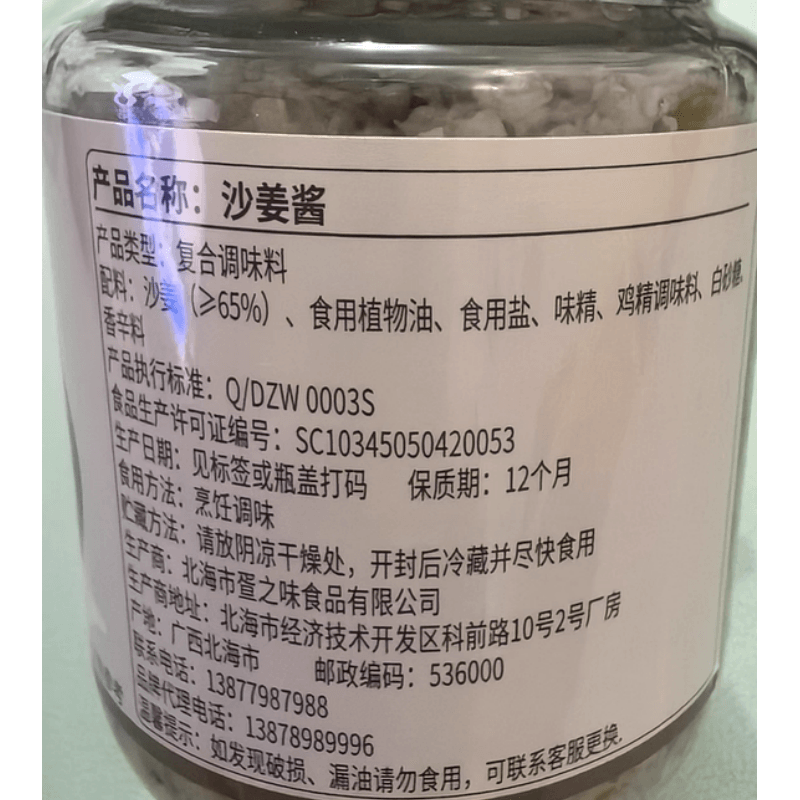 产品名称：沙姜酱
产品类型：复合调味料
配料：沙姜（≥65%）、食用植物油、食用盐、味精、鸡精调味料、白砂糖、
香辛料
产品执行标准：Q/DZW 0003S
食品生产许可证编号：SC10345050420053
生产日期：见标签或瓶盖打码 保质期：12个月
食用方法：烹饪调味
贮藏方法：请放阴凉干燥处，开封后冷藏并尽快食用
生产商：北海市疍之味食品有限公司
生产商地址：北海市经济技术开发区科前路10号2号厂房
产地：广西北海市 邮政编码：536000
联系电话：13877987988
品牌代理电话：13878989996
温馨提示：如发现破损、漏油请勿食用，可联系客服更换.